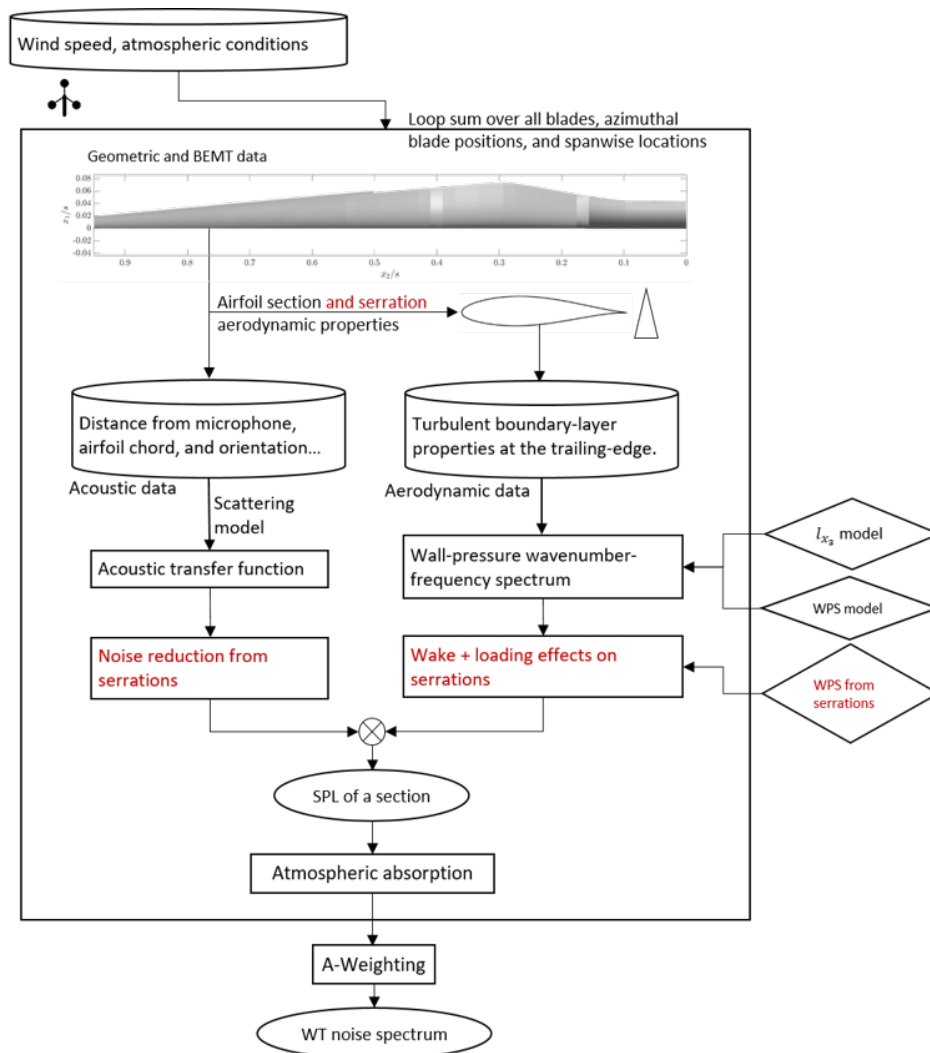 Wind speed, atmospheric conditions
Loop sum over all blades, azimuthal
blade positions, and spanwise locations
Geometric and BEMT data
0.08
0.06
0.04
0.02
0
-0.02
-0.04
x₁/s
0.9
0.8
0.7
0.6
0.5
0.4
0.3
0.2
0.1
0
x₂/s
Airfoil section and serration
aerodynamic properties
Distance from microphone,
airfoil chord, and orientation...
Turbulent boundary-layer
properties at the trailing-edge.
Acoustic data
Aerodynamic data
Scattering
model
Acoustic transfer function
Wall-pressure wavenumber-
frequency spectrum
lₓ₃ model
WPS model
Noise reduction from
serrations
Wake + loading effects on
serrations
WPS from
serrations
SPL of a section
Atmospheric absorption
A-Weighting
WT noise spectrum